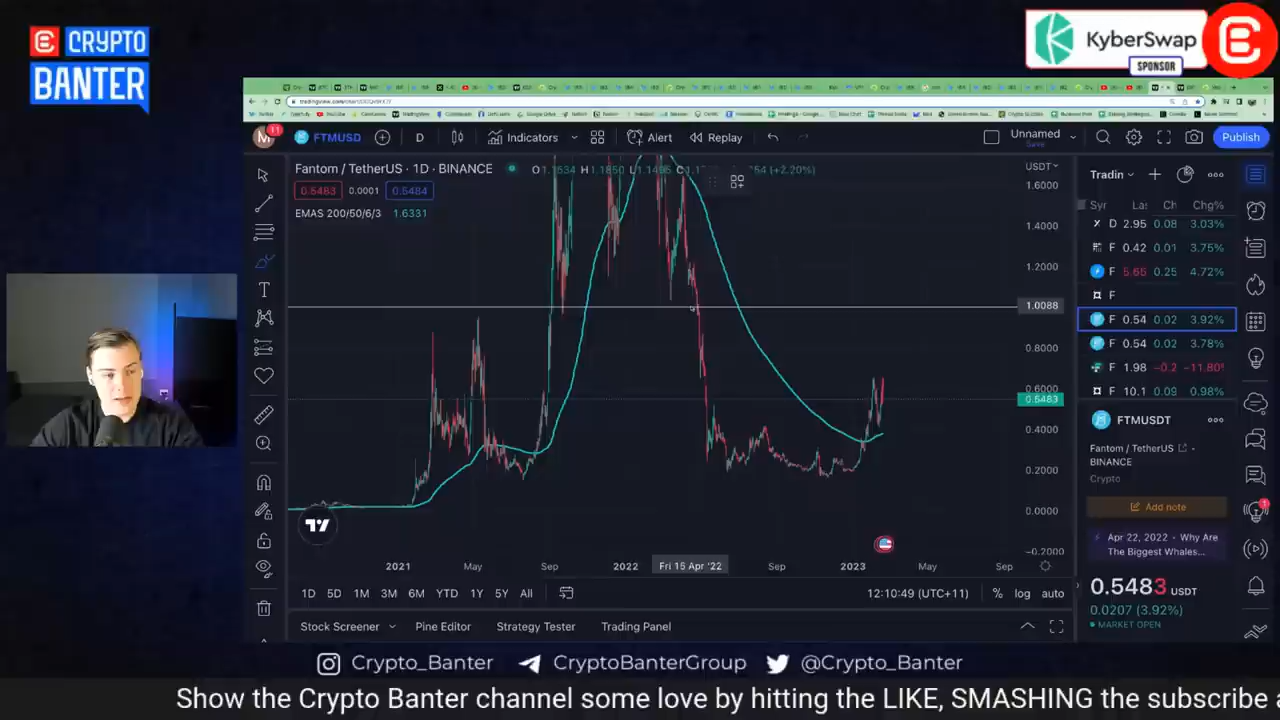 CRYPTO
BANTER
KyberSwap
SPONSOR
M 11 FTMUSD D Indicators Alert Replay Unnamed Save Publish
Fantom / TetherUS · 1D · BINANCE
0.5483 0.0001 0.5484
EMAS 200/50/6/3 1.6331
USDT
1.6000
1.4000
1.2000
1.0088
0.8000
0.6000
0.5483
0.4000
0.2000
0.0000
−0.2000
2021 May Sep 2022 Fri 15 Apr '22 Sep 2023 May Sep
1D 5D 1M 3M 6M YTD 1Y 5Y All 12:10:49 (UTC+11) % log auto
Stock Screener Pine Editor Strategy Tester Trading Panel
Tradin
Syr Las Ch Chg%
D 2.95 0.08 3.03%
F 0.42 0.01 3.75%
F 5.65 0.25 4.72%
F
F 0.54 0.02 3.92%
F 0.54 0.02 3.78%
F 1.98 −0.2 −11.80%
F 10.1 0.09 0.98%
FTMUSDT
Fantom / TetherUS
BINANCE
Crypto
Add note
Apr 22, 2022 · Why Are
The Biggest Whales...
0.5483 USDT
0.0207 (3.92%)
MARKET OPEN
1
Crypto_Banter CryptoBanterGroup @Crypto_Banter
Show the Crypto Banter channel some love by hitting the LIKE, SMASHING the subscribe